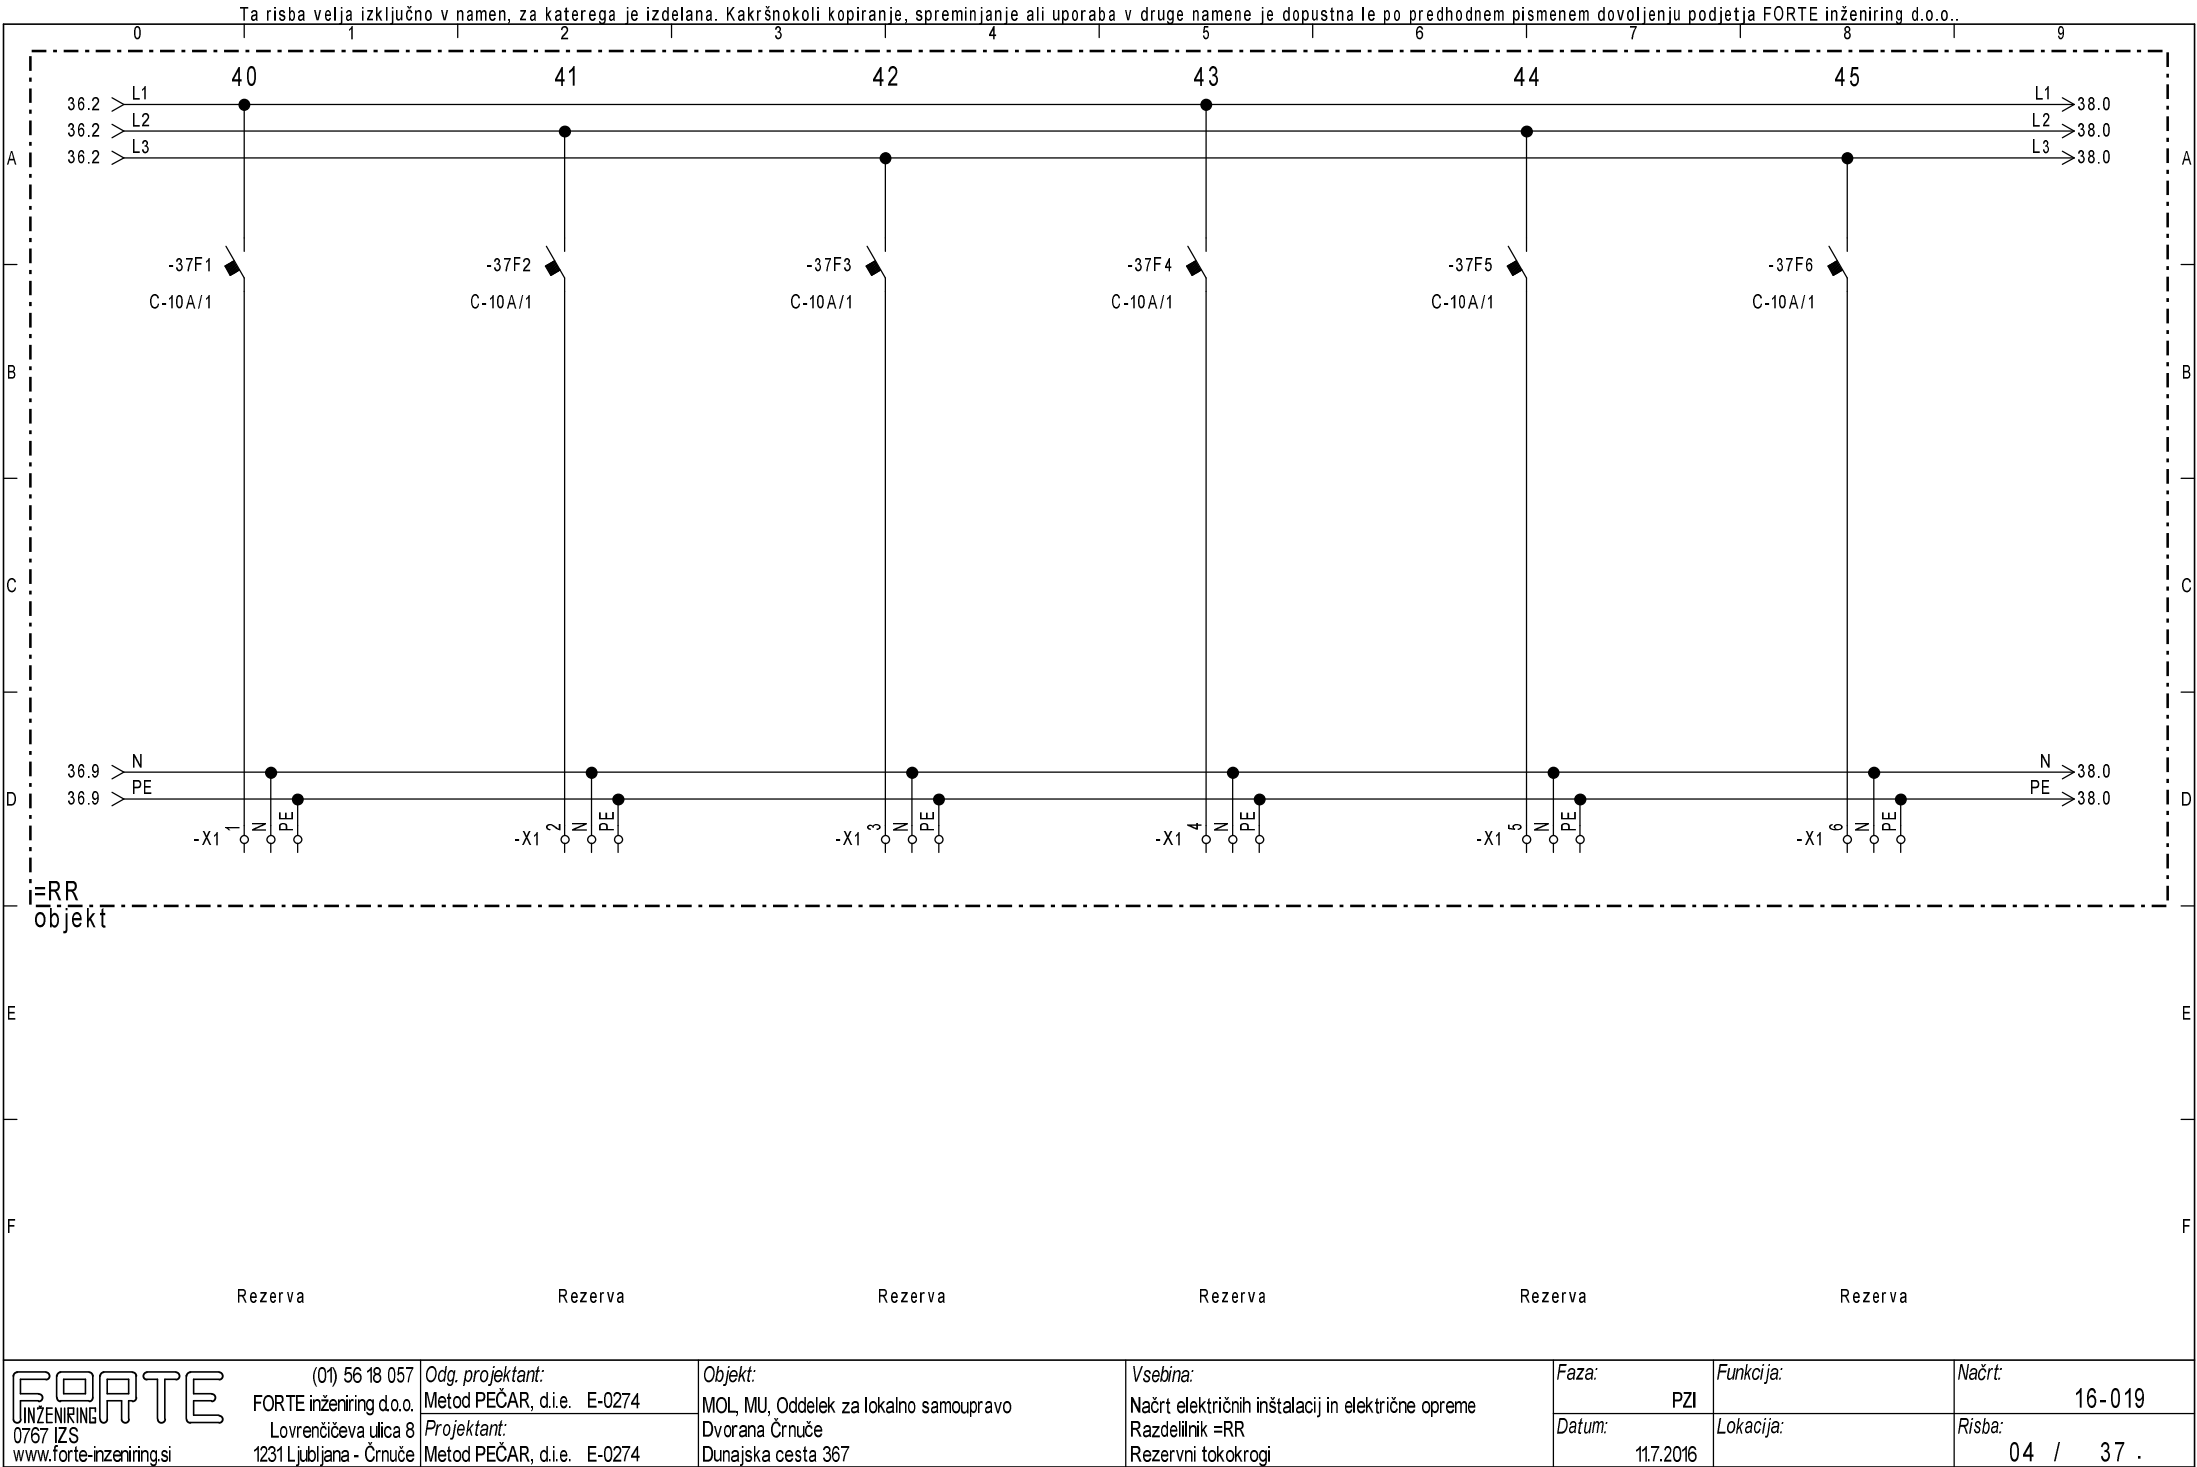 Ta risba velja izključno v namen, za katerega je izdelana. Kakršnokoli kopiranje, spreminjanje ali uporaba v druge namene je dopustna le po predhodnem pismenem dovoljenju podjetja FORTE inženiring d.o.o..
0 1 2 3 4 5 6 7 8 9
40 41 42 43 44 45
36.2 L1 L1 38.0
36.2 L2 L2 38.0
A 36.2 L3 L3 38.0 A
-37F1 -37F2 -37F3 -37F4 -37F5 -37F6
C-10A/1 C-10A/1 C-10A/1 C-10A/1 C-10A/1 C-10A/1
B B
C C
36.9 N N 38.0
D 36.9 PE PE 38.0 D
-X1 1 N PE -X1 2 N PE -X1 3 N PE -X1 4 N PE -X1 5 N PE -X1 6 N PE
=RR
objekt
E E
F F
Rezerva Rezerva Rezerva Rezerva Rezerva Rezerva
FORTE
INŽENIRING
0767 IZS
www.forte-inzeniring.si
(01) 56 18 057
FORTE inženiring d.o.o.
Lovrenčičeva ulica 8
1231 Ljubljana - Črnuče
Odg. projektant:
Metod PEČAR, d.i.e. E-0274
Projektant:
Metod PEČAR, d.i.e. E-0274
Objekt:
MOL, MU, Oddelek za lokalno samoupravo
Dvorana Črnuče
Dunajska cesta 367
Vsebina:
Načrt električnih inštalacij in električne opreme
Razdelilnik =RR
Rezervni tokokrogi
Faza:
PZI
Datum:
11.7.2016
Funkcija:
Lokacija:
Načrt:
16-019
Risba:
04 / 37 .